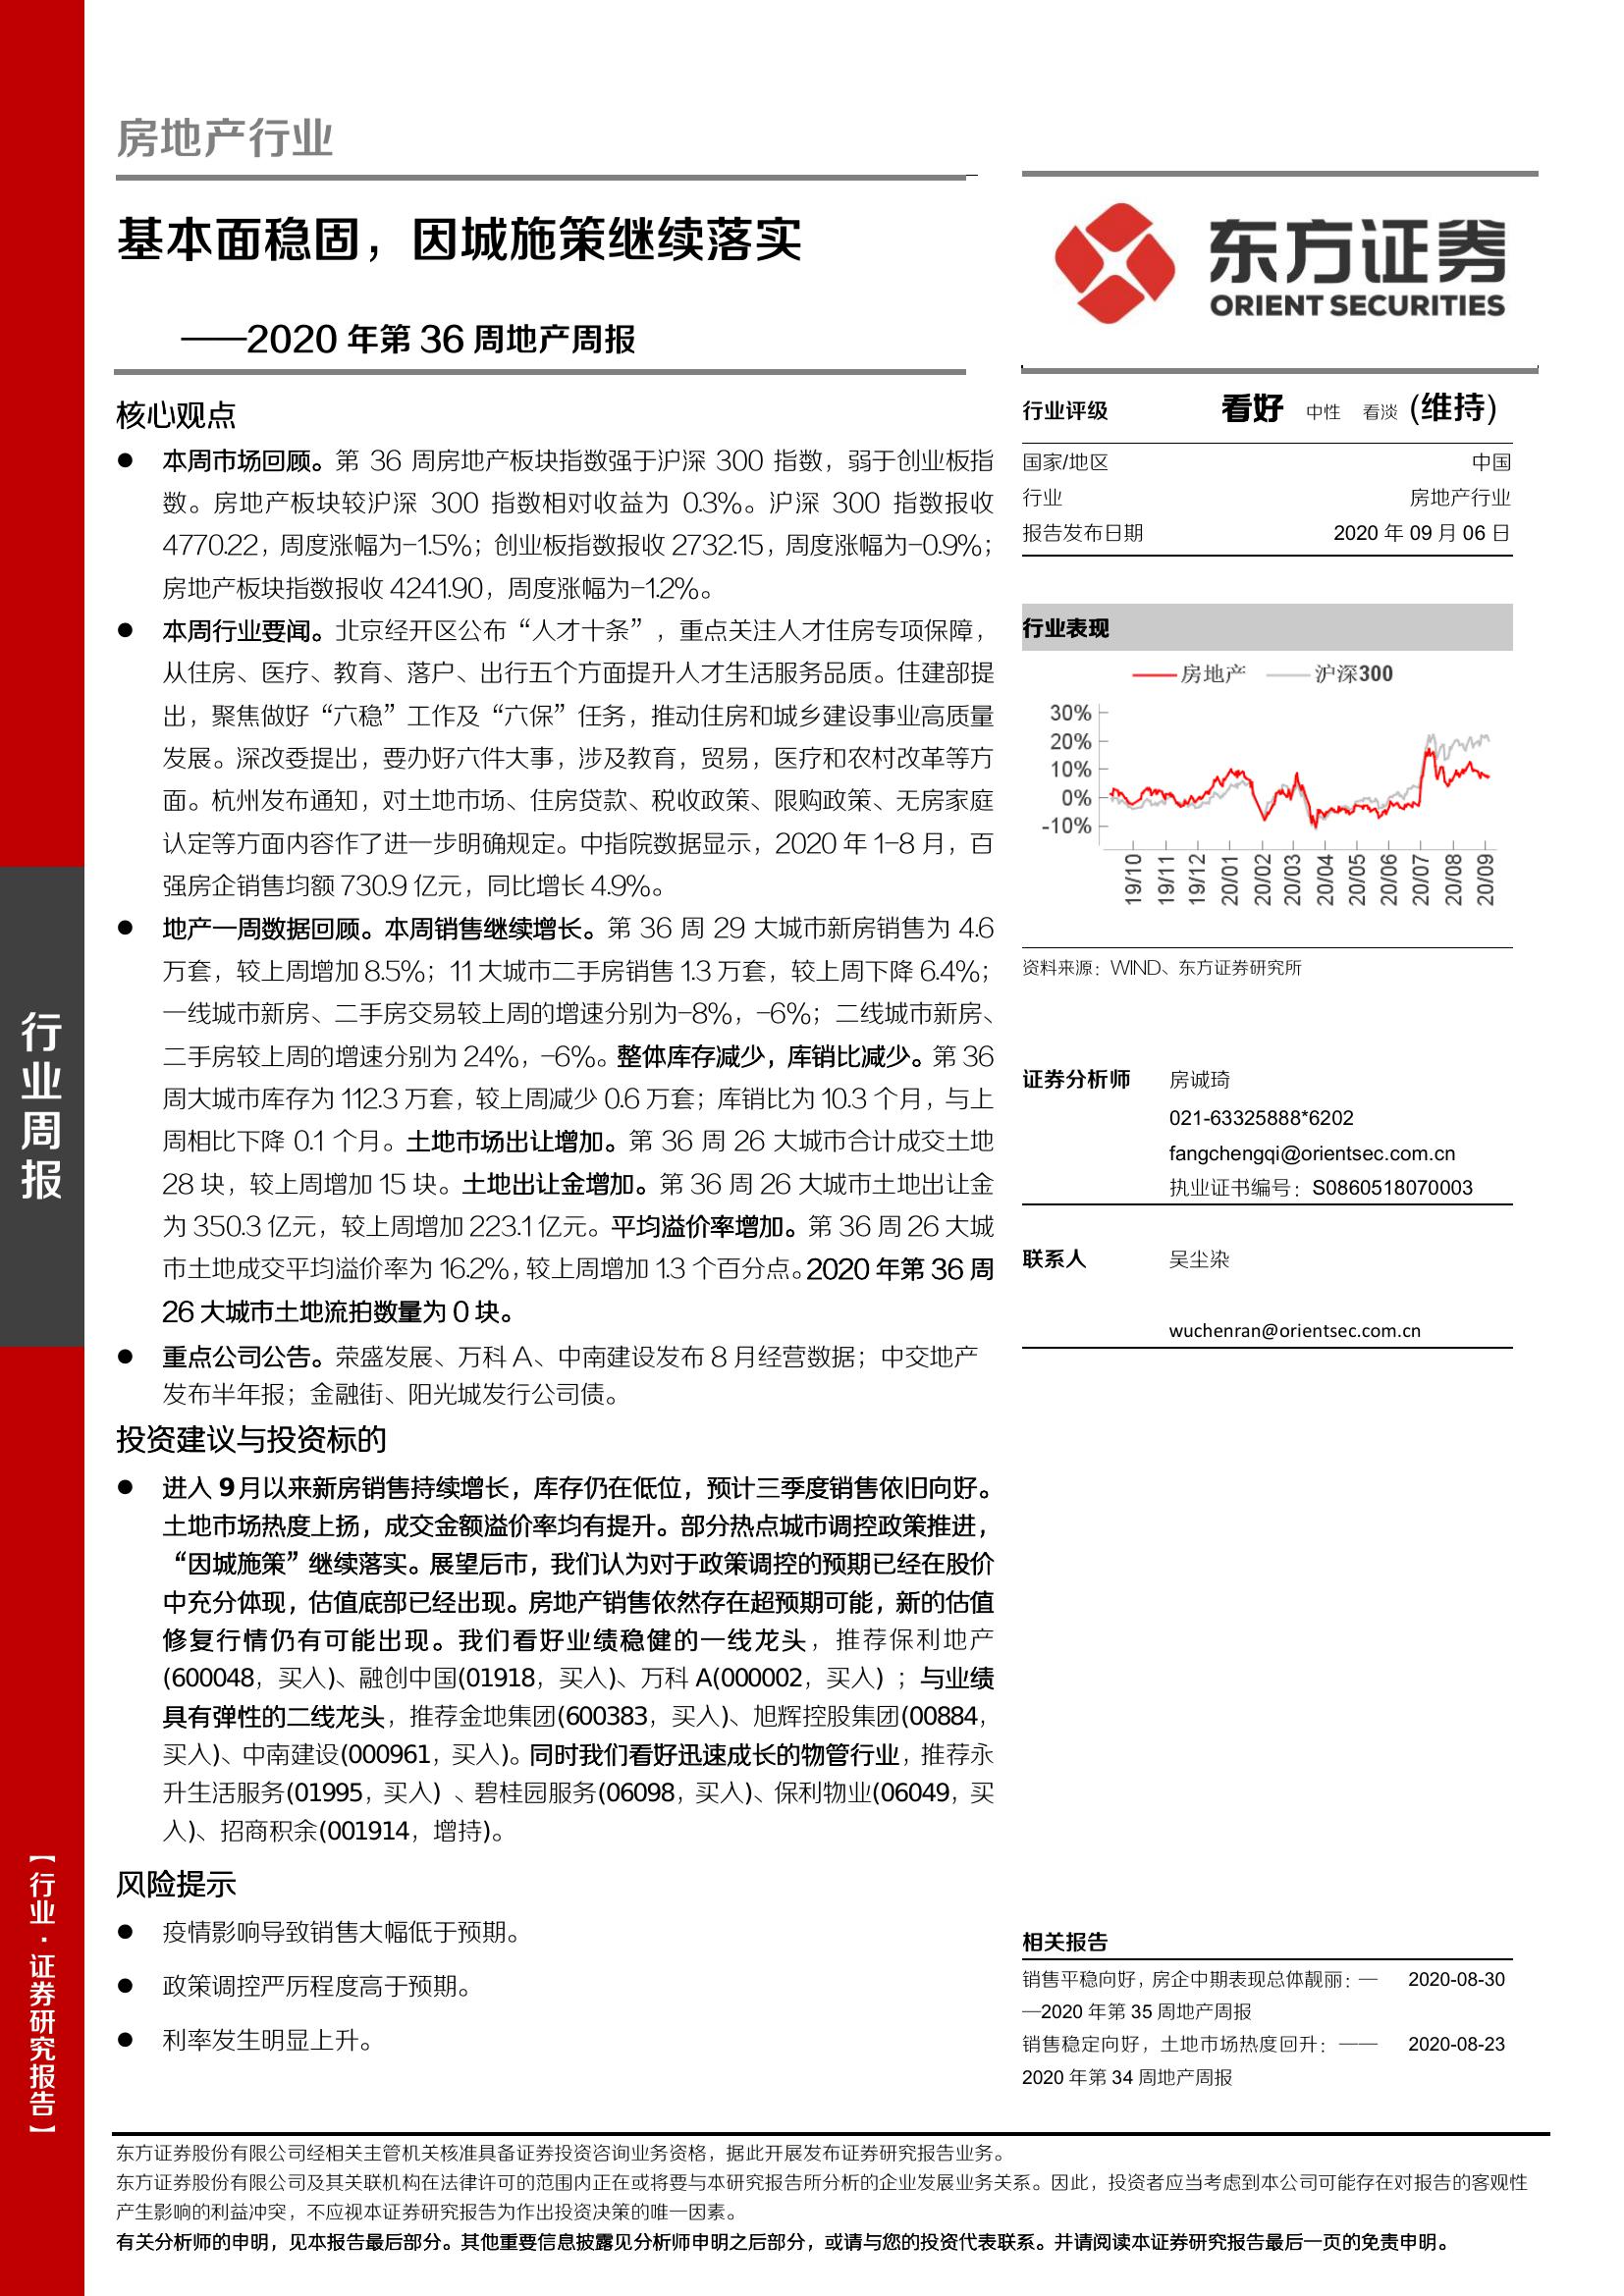 房地产行业
基本面稳固，因城施策继续落实
——2020 年第 36 周地产周报
核心观点
● 本周市场回顾。第 36 周房地产板块指数强于沪深 300 指数，弱于创业板指
数。房地产板块较沪深 300 指数相对收益为 0.3%。沪深 300 指数报收
4770.22，周度涨幅为-1.5%；创业板指数报收 2732.15，周度涨幅为-0.9%；
房地产板块指数报收 4241.90，周度涨幅为-1.2%。
● 本周行业要闻。北京经开区公布“人才十条”，重点关注人才住房专项保障，
从住房、医疗、教育、落户、出行五个方面提升人才生活服务品质。住建部提
出，聚焦做好“六稳”工作及“六保”任务，推动住房和城乡建设事业高质量
发展。深改委提出，要办好六件大事，涉及教育，贸易，医疗和农村改革等方
面。杭州发布通知，对土地市场、住房贷款、税收政策、限购政策、无房家庭
认定等方面内容作了进一步明确规定。中指院数据显示，2020 年 1-8 月，百
强房企销售均额 730.9 亿元，同比增长 4.9%。
● 地产一周数据回顾。本周销售继续增长。第 36 周 29 大城市新房销售为 4.6
万套，较上周增加 8.5%；11 大城市二手房销售 1.3 万套，较上周下降 6.4%；
一线城市新房、二手房交易较上周的增速分别为-8%，-6%；二线城市新房、
二手房较上周的增速分别为 24%，-6%。整体库存减少，库销比减少。第 36
周大城市库存为 112.3 万套，较上周减少 0.6 万套；库销比为 10.3 个月，与上
周相比下降 0.1 个月。土地市场出让增加。第 36 周 26 大城市合计成交土地
28 块，较上周增加 15 块。土地出让金增加。第 36 周 26 大城市土地出让金
为 350.3 亿元，较上周增加 223.1 亿元。平均溢价率增加。第 36 周 26 大城
市土地成交平均溢价率为 16.2%，较上周增加 1.3 个百分点。2020 年第 36 周
26 大城市土地流拍数量为 0 块。
● 重点公司公告。荣盛发展、万科 A、中南建设发布 8 月经营数据；中交地产
发布半年报；金融街、阳光城发行公司债。
投资建议与投资标的
● 进入 9 月以来新房销售持续增长，库存仍在低位，预计三季度销售依旧向好。
土地市场热度上扬，成交金额溢价率均有提升。部分热点城市调控政策推进，
“因城施策”继续落实。展望后市，我们认为对于政策调控的预期已经在股价
中充分体现，估值底部已经出现。房地产销售依然存在超预期可能，新的估值
修复行情仍有可能出现。我们看好业绩稳健的一线龙头，推荐保利地产
(600048，买入)、融创中国(01918，买入)、万科 A(000002，买入) ；与业绩
具有弹性的二线龙头，推荐金地集团(600383，买入)、旭辉控股集团(00884，
买入)、中南建设(000961，买入)。同时我们看好迅速成长的物管行业，推荐永
升生活服务(01995，买入) 、碧桂园服务(06098，买入)、保利物业(06049，买
入)、招商积余(001914，增持)。
风险提示
● 疫情影响导致销售大幅低于预期。
● 政策调控严厉程度高于预期。
● 利率发生明显上升。
东方证券
ORIENT SECURITIES
行业评级 看好 中性 看淡 (维持)
国家/地区 中国
行业 房地产行业
报告发布日期 2020 年 09 月 06 日
行业表现
房地产 沪深300
30%
20%
10%
0%
-10%
19/10 19/11 19/12 20/01 20/02 20/03 20/04 20/05 20/06 20/07 20/08 20/09
资料来源：WIND、东方证券研究所
证券分析师 房诚琦
021-63325888*6202
fangchengqi@orientsec.com.cn
执业证书编号：S0860518070003
联系人 吴尘染
wuchenran@orientsec.com.cn
相关报告
销售平稳向好，房企中期表现总体靓丽：— 2020-08-30
—2020 年第 35 周地产周报
销售稳定向好，土地市场热度回升：—— 2020-08-23
2020 年第 34 周地产周报
行业周报
【行业·证券研究报告】
东方证券股份有限公司经相关主管机关核准具备证券投资咨询业务资格，据此开展发布证券研究报告业务。
东方证券股份有限公司及其关联机构在法律许可的范围内正在或将要与本研究报告所分析的企业发展业务关系。因此，投资者应当考虑到本公司可能存在对报告的客观性
产生影响的利益冲突，不应视本证券研究报告为作出投资决策的唯一因素。
有关分析师的申明，见本报告最后部分。其他重要信息披露见分析师申明之后部分，或请与您的投资代表联系。并请阅读本证券研究报告最后一页的免责申明。